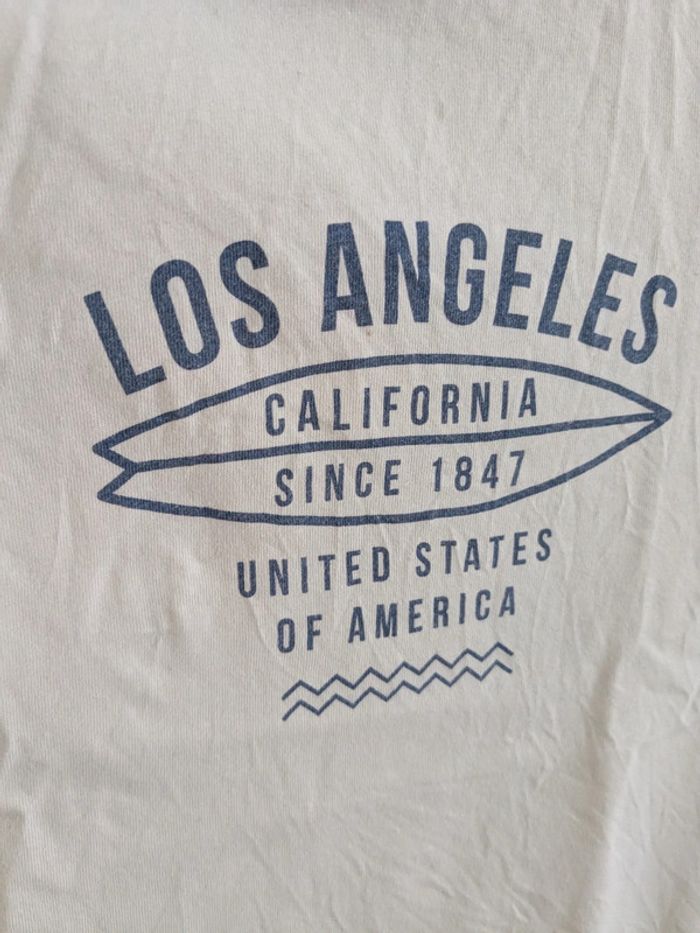 LOS ANGELES
CALIFORNIA
SINCE 1847
UNITED STATES
OF AMERICA